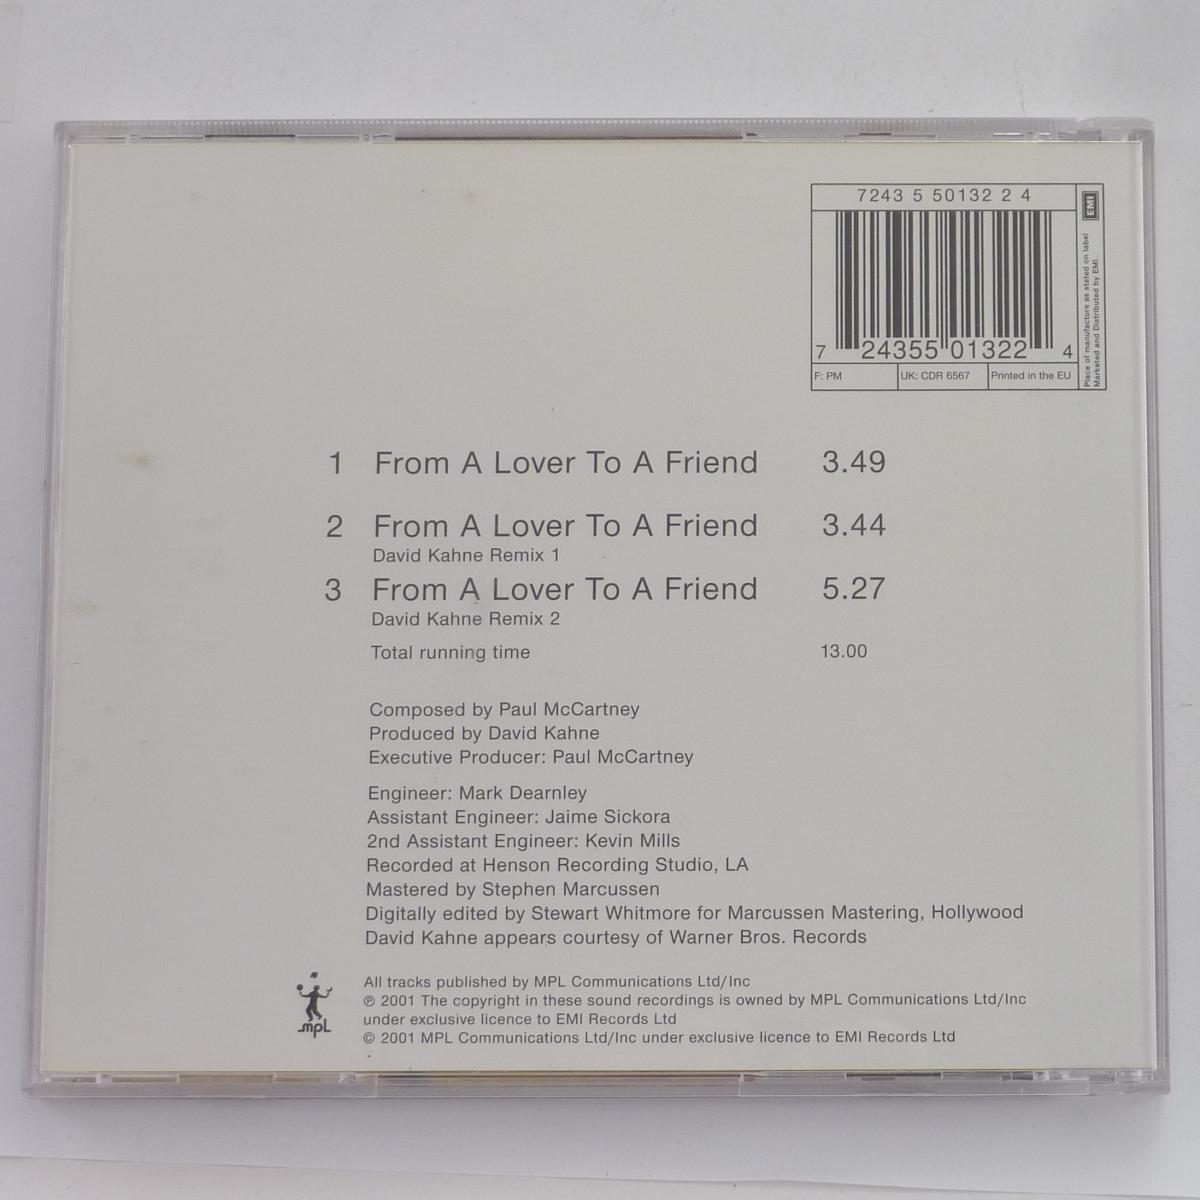 7243 5 50132 2 4
EMI
Place of manufacture as stated on label
Marketed and Distributed by EMI.
7 24355 01322 4
F: PM UK: CDR 6567 Printed in the EU
1 From A Lover To A Friend 3.49
2 From A Lover To A Friend 3.44
David Kahne Remix 1
3 From A Lover To A Friend 5.27
David Kahne Remix 2
Total running time 13.00
Composed by Paul McCartney
Produced by David Kahne
Executive Producer: Paul McCartney
Engineer: Mark Dearnley
Assistant Engineer: Jaime Sickora
2nd Assistant Engineer: Kevin Mills
Recorded at Henson Recording Studio, LA
Mastered by Stephen Marcussen
Digitally edited by Stewart Whitmore for Marcussen Mastering, Hollywood
David Kahne appears courtesy of Warner Bros. Records
mpL
All tracks published by MPL Communications Ltd/Inc
℗ 2001 The copyright in these sound recordings is owned by MPL Communications Ltd/Inc
under exclusive licence to EMI Records Ltd
© 2001 MPL Communications Ltd/Inc under exclusive licence to EMI Records Ltd